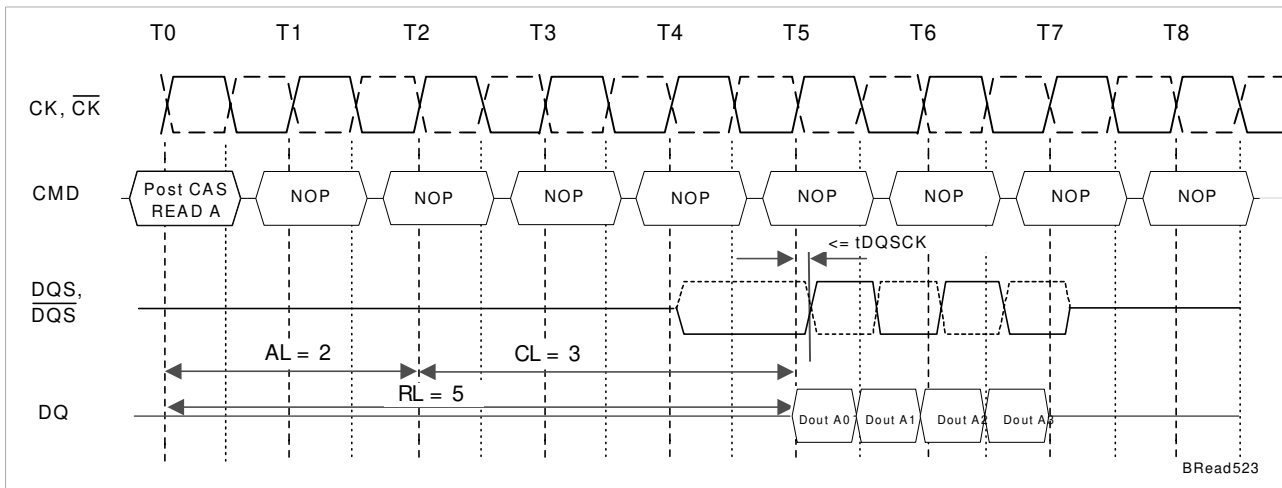 T0 T1 T2 T3 T4 T5 T6 T7 T8
CK, CK
CMD
Post CAS
READ A
NOP NOP NOP NOP NOP NOP NOP NOP
<= tDQSCK
DQS,
DQS
AL = 2
CL = 3
RL = 5
DQ
Dout A0 Dout A1 Dout A2 Dout A3
BRead523